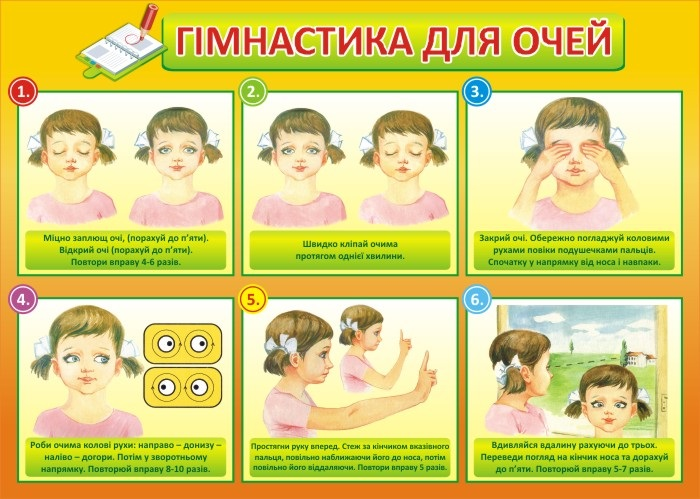 ГІМНАСТИКА ДЛЯ ОЧЕЙ
1.
Міцно заплющ очі, (порахуй до п'яти).
Відкрий очі (порахуй до п'яти).
Повтори вправу 4-6 разів.
2.
Швидко кліпай очима
протягом однієї хвилини.
3.
Закрий очі. Обережно погладжуй коловими
рухами повіки подушечками пальців.
Спочатку у напрямку від носа і навпаки.
4.
Роби очима колові рухи: направо – донизу –
наліво – догори. Потім у зворотньому
напрямку. Повторюй вправу 8-10 разів.
5.
Простягни руку вперед. Стеж за кінчиком вказівного
пальця, повільно наближаючи його до носа, потім
повільно його віддаляючи. Повтори вправу 5 разів.
6.
Вдивляйся вдалину рахуючи до трьох.
Переведи погляд на кінчик носа та дорахуй
до п'яти. Повторюй вправу 5-7 разів.